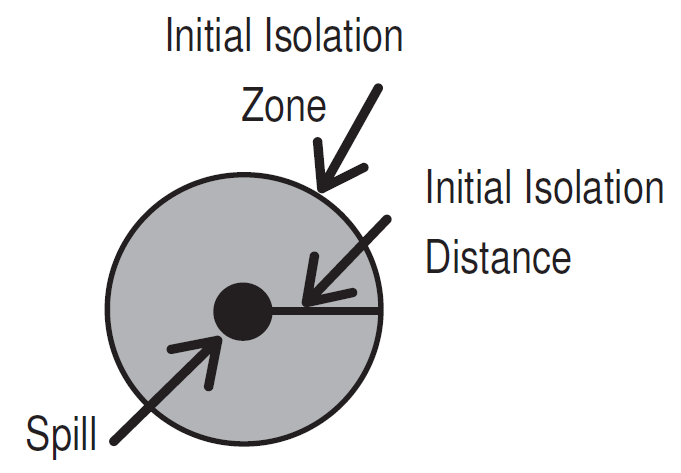 Initial Isolation
Zone
Initial Isolation
Distance
Spill